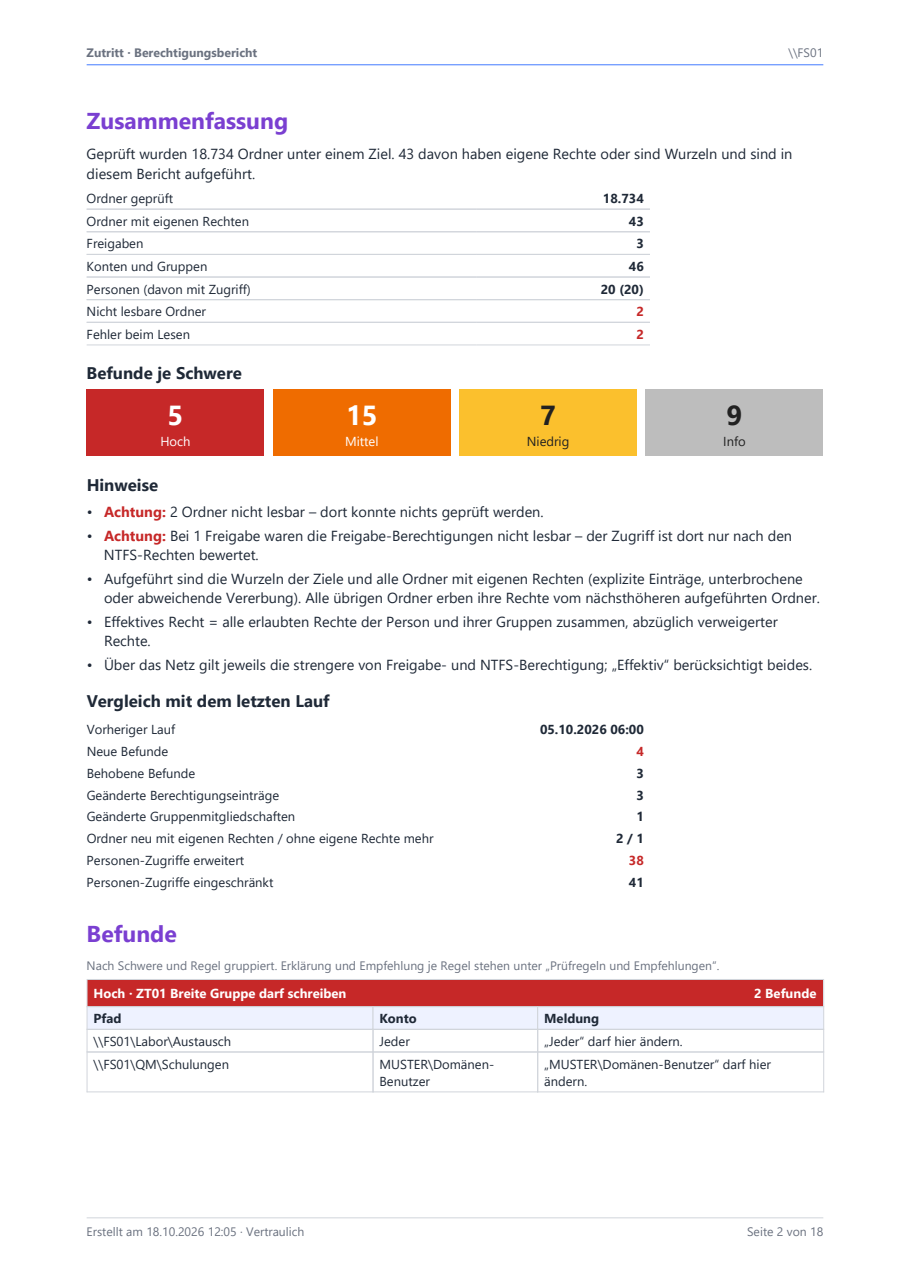 Zutritt · Berechtigungsbericht
\\FS01
Zusammenfassung
Geprüft wurden 18.734 Ordner unter einem Ziel. 43 davon haben eigene Rechte oder sind Wurzeln und sind in
diesem Bericht aufgeführt.
Ordner geprüft 18.734
Ordner mit eigenen Rechten 43
Freigaben 3
Konten und Gruppen 46
Personen (davon mit Zugriff) 20 (20)
Nicht lesbare Ordner 2
Fehler beim Lesen 2
Befunde je Schwere
5 15 7 9
Hoch Mittel Niedrig Info
Hinweise
• Achtung: 2 Ordner nicht lesbar – dort konnte nichts geprüft werden.
• Achtung: Bei 1 Freigabe waren die Freigabe-Berechtigungen nicht lesbar – der Zugriff ist dort nur nach den
NTFS-Rechten bewertet.
• Aufgeführt sind die Wurzeln der Ziele und alle Ordner mit eigenen Rechten (explizite Einträge, unterbrochene
oder abweichende Vererbung). Alle übrigen Ordner erben ihre Rechte vom nächsthöheren aufgeführten Ordner.
• Effektives Recht = alle erlaubten Rechte der Person und ihrer Gruppen zusammen, abzüglich verweigerter
Rechte.
• Über das Netz gilt jeweils die strengere von Freigabe- und NTFS-Berechtigung; „Effektiv“ berücksichtigt beides.
Vergleich mit dem letzten Lauf
Vorheriger Lauf 05.10.2026 06:00
Neue Befunde 4
Behobene Befunde 3
Geänderte Berechtigungseinträge 3
Geänderte Gruppenmitgliedschaften 1
Ordner neu mit eigenen Rechten / ohne eigene Rechte mehr 2 / 1
Personen-Zugriffe erweitert 38
Personen-Zugriffe eingeschränkt 41
Befunde
Nach Schwere und Regel gruppiert. Erklärung und Empfehlung je Regel stehen unter „Prüfregeln und Empfehlungen“.
Hoch · ZT01 Breite Gruppe darf schreiben 2 Befunde
Pfad Konto Meldung
\\FS01\Labor\Austausch Jeder „Jeder“ darf hier ändern.
\\FS01\QM\Schulungen MUSTER\Domänen- „MUSTER\Domänen-Benutzer“ darf hier
Benutzer ändern.
Erstellt am 18.10.2026 12:05 · Vertraulich
Seite 2 von 18